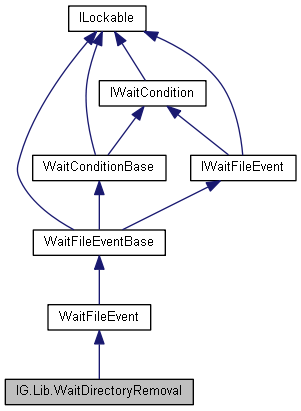 ILockable
IWaitCondition
WaitConditionBase
IWaitFileEvent
WaitFileEventBase
WaitFileEvent
IG.Lib.WaitDirectoryRemoval